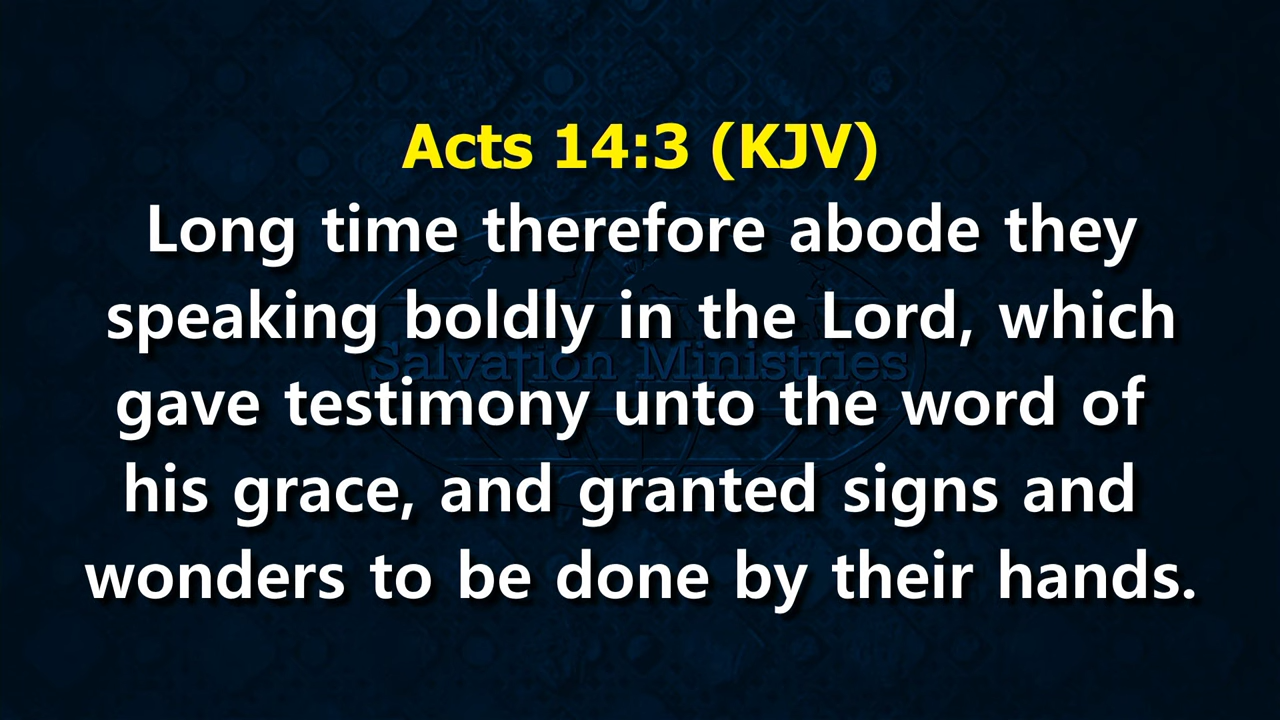 Acts 14:3 (KJV)
Long time therefore abode they
speaking boldly in the Lord, which
Salvation Ministries
gave testimony unto the word of
his grace, and granted signs and
wonders to be done by their hands.